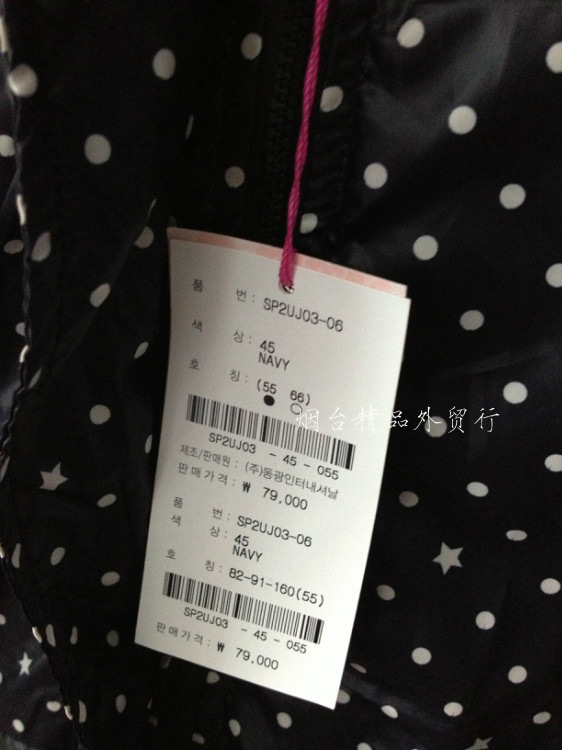 품 번 : SP2UJ03-06
색 상 : 45
NAVY
호 칭 : (55 66)
烟台精品外贸行
SP2UJ03 - 45 - 055
제조/판매원 : (주)동광인터내셔날
판매가격 : ₩ 79,000
품 번 : SP2UJ03-06
색 상 : 45
NAVY
호 칭 : 82-91-160(55)
SP2UJ03 - 45 - 055
판매가격 : ₩ 79,000